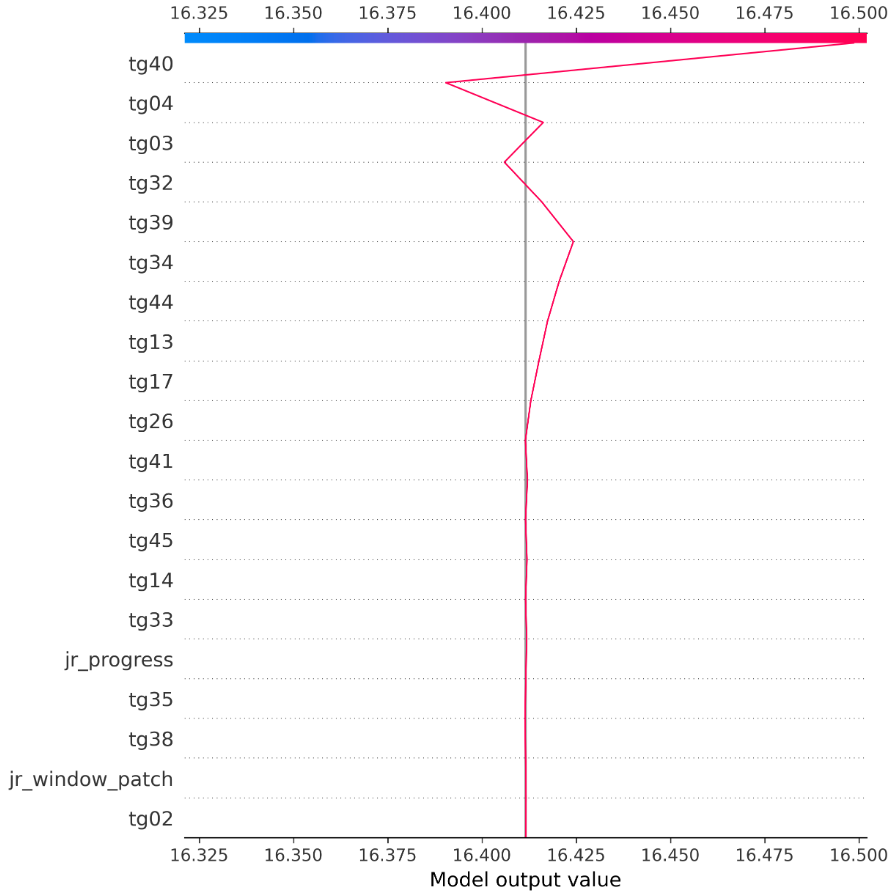 16.325 16.350 16.375 16.400 16.425 16.450 16.475 16.500
tg40
tg04
tg03
tg32
tg39
tg34
tg44
tg13
tg17
tg26
tg41
tg36
tg45
tg14
tg33
jr_progress
tg35
tg38
jr_window_patch
tg02
16.325 16.350 16.375 16.400 16.425 16.450 16.475 16.500
Model output value